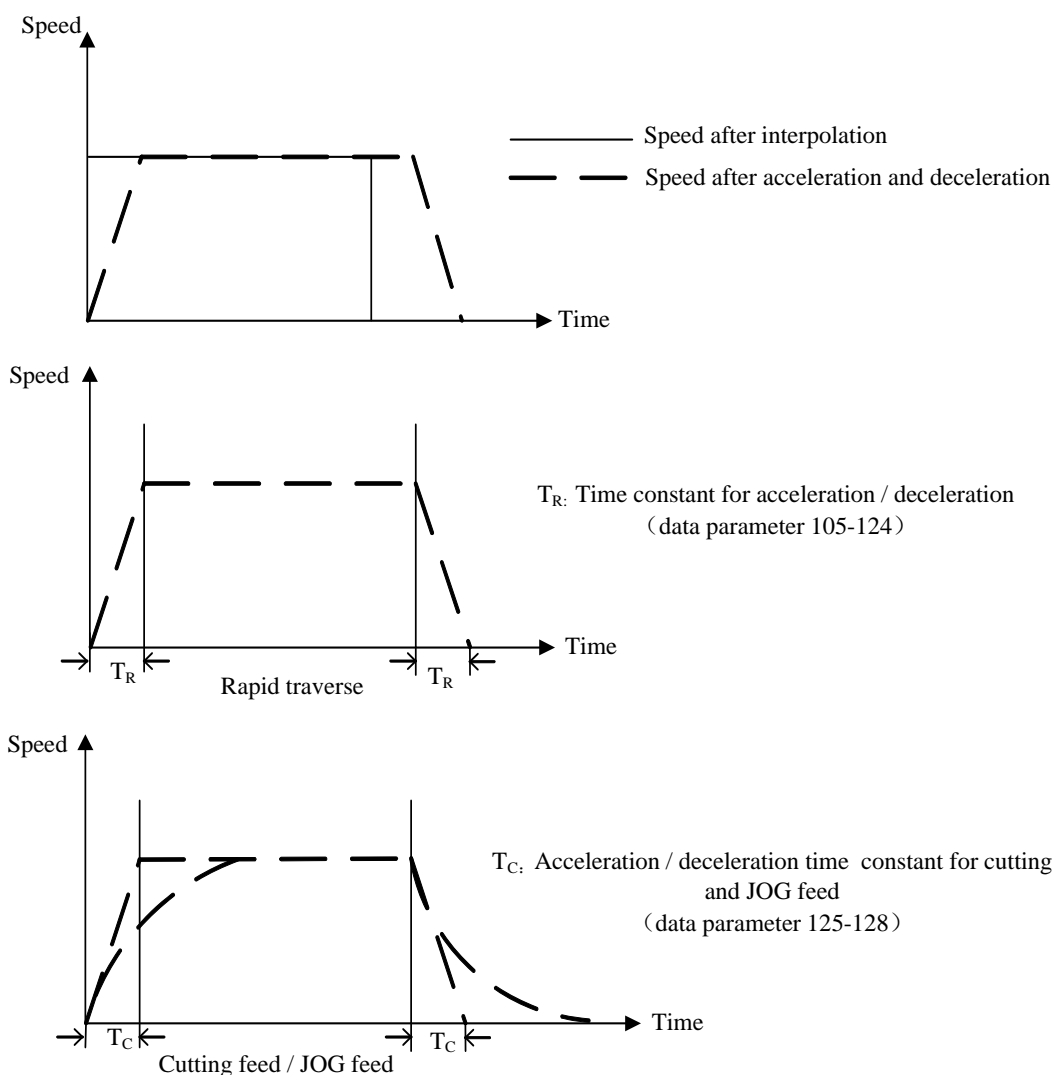 Speed
Speed after interpolation
Speed after acceleration and deceleration
Time
Speed
TR: Time constant for acceleration / deceleration
（data parameter 105-124）
Time
TR
Rapid traverse
TR
Speed
TC: Acceleration / deceleration time constant for cutting
and JOG feed
（data parameter 125-128）
Time
TC
TC
Cutting feed / JOG feed